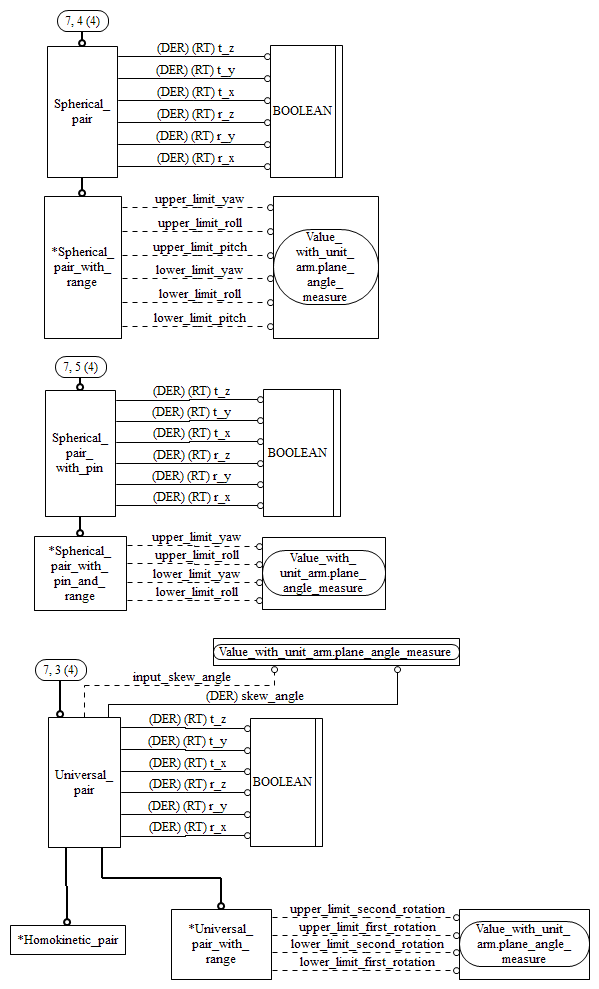 7, 4 (4)
(DER) (RT) t_z
(DER) (RT) t_y
(DER) (RT) t_x
(DER) (RT) r_z
(DER) (RT) r_y
(DER) (RT) r_x
Spherical_
pair
BOOLEAN
upper_limit_yaw
upper_limit_roll
upper_limit_pitch
lower_limit_yaw
lower_limit_roll
lower_limit_pitch
*Spherical_
pair_with_
range
Value_
with_unit_
arm.plane_
angle_
measure
7, 5 (4)
(DER) (RT) t_z
(DER) (RT) t_y
(DER) (RT) t_x
(DER) (RT) r_z
(DER) (RT) r_y
(DER) (RT) r_x
Spherical_
pair_
with_pin
BOOLEAN
upper_limit_yaw
upper_limit_roll
lower_limit_yaw
lower_limit_roll
*Spherical_
pair_with_
pin_and_
range
Value_with_
unit_arm.plane_
angle_measure
Value_with_unit_arm.plane_angle_measure
7, 3 (4)
input_skew_angle
(DER) skew_angle
(DER) (RT) t_z
(DER) (RT) t_y
(DER) (RT) t_x
(DER) (RT) r_z
(DER) (RT) r_y
(DER) (RT) r_x
Universal_
pair
BOOLEAN
*Homokinetic_pair
*Universal_
pair_with_
range
upper_limit_second_rotation
upper_limit_first_rotation
lower_limit_second_rotation
lower_limit_first_rotation
Value_with_unit_
arm.plane_angle_
measure